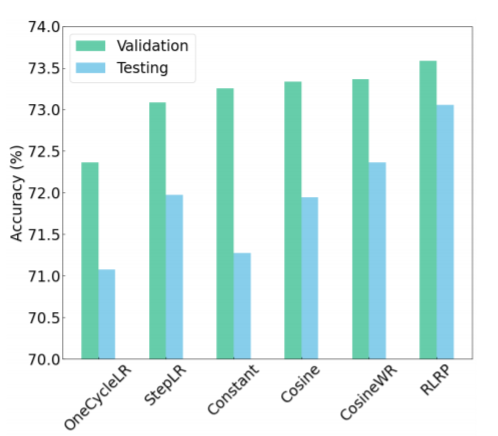 74.0
73.5
73.0
72.5
72.0
71.5
71.0
70.5
70.0
Accuracy (%)
Validation
Testing
OneCycleLR
StepLR
Constant
Cosine
CosineWR
RLRP